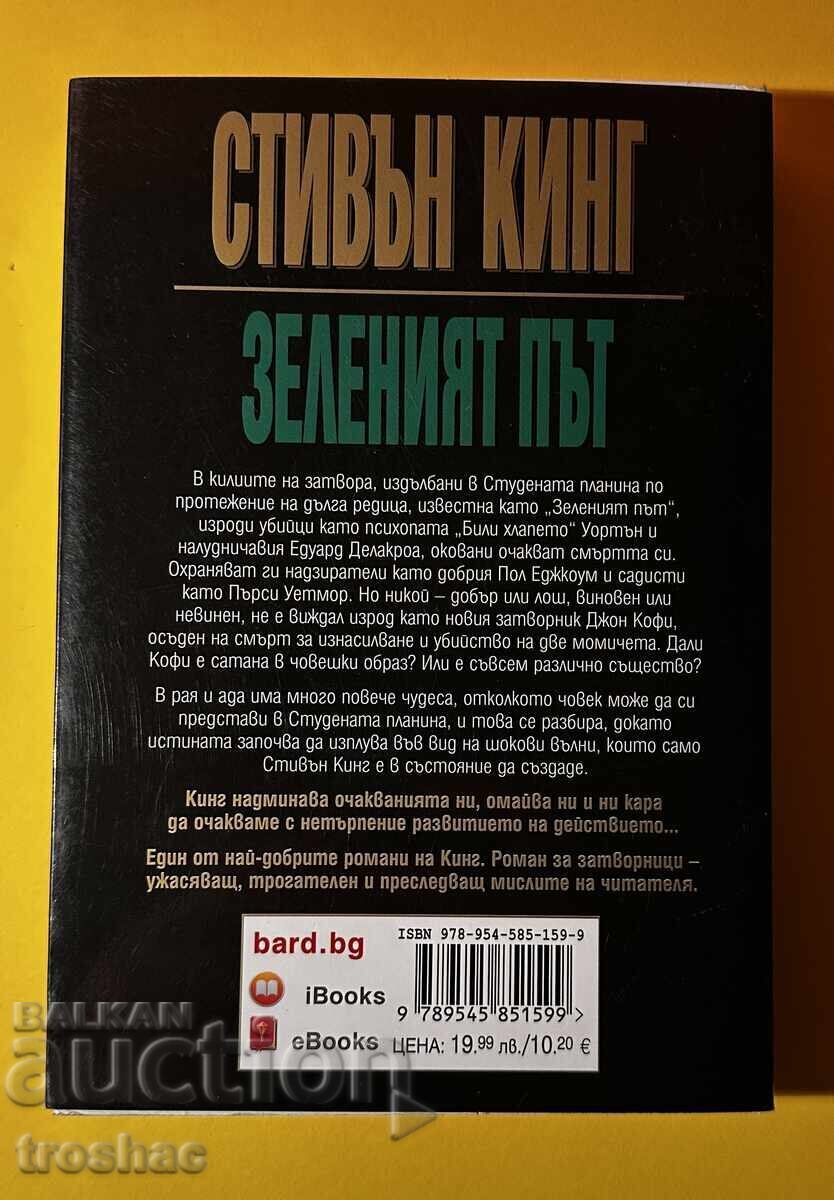 СТИВЪН КИНГ
ЗЕЛЕНИЯТ ПЪТ
В килиите на затвора, издълбани в Студената планина по
протежение на дълга редица, известна като „Зеленият път“,
изроди убийци като психопата „Били хлапето“ Уортън и
налудничавия Едуард Делакроа, оковани очакват смъртта си.
Охраняват ги надзиратели като добрия Пол Еджкоум и садисти
като Пърси Уетмор. Но никой – добър или лош, виновен или
невинен, не е виждал изрод като новия затворник Джон Кофи,
осъден на смърт за изнасилване и убийство на две момичета. Дали
Кофи е сатана в човешки образ? Или е съвсем различно същество?
В рая и ада има много повече чудеса, отколкото човек може да си
представи в Студената планина, и това се разбира, докато
истината започва да изплува във вид на шокови вълни, които само
Стивън Кинг е в състояние да създаде.
Кинг надминава очакванията ни, омайва ни и ни кара
да очакваме с нетърпение развитието на действието...
Един от най-добрите романи на Кинг. Роман за затворници –
ужасяващ, трогателен и преследващ мислите на читателя.
bard.bg
iBooks
eBooks
ISBN 978-954-585-159-9
9 789545 851599 >
ЦЕНА: 19.99 лв./10.20 €
BALKAN
auction
troshac